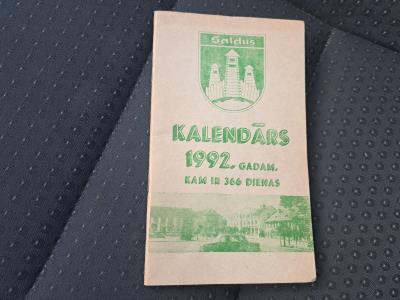 Saldus
KALENDĀRS
1992. GADAM,
KAM IR 366 DIENAS